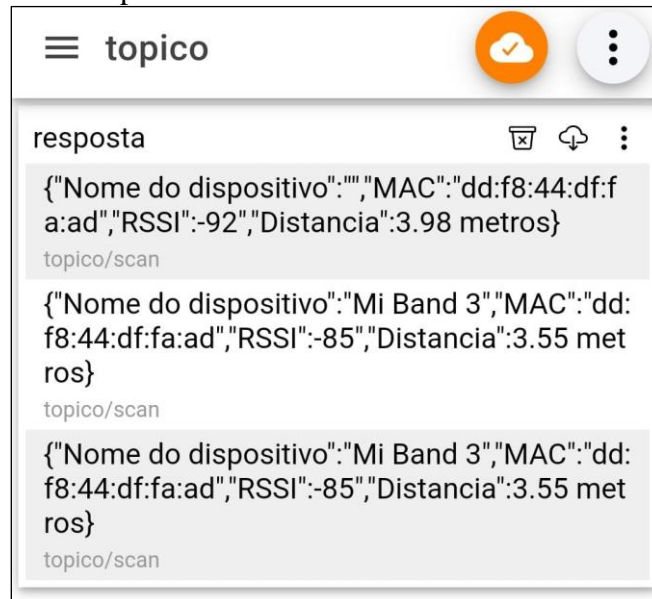 topico
resposta
{"Nome do dispositivo":"","MAC":"dd:f8:44:df:f
a:ad","RSSI":-92","Distancia":3.98 metros}
topico/scan
{"Nome do dispositivo":"Mi Band 3","MAC":"dd:
f8:44:df:fa:ad","RSSI":-85","Distancia":3.55 met
ros}
topico/scan
{"Nome do dispositivo":"Mi Band 3","MAC":"dd:
f8:44:df:fa:ad","RSSI":-85","Distancia":3.55 met
ros}
topico/scan